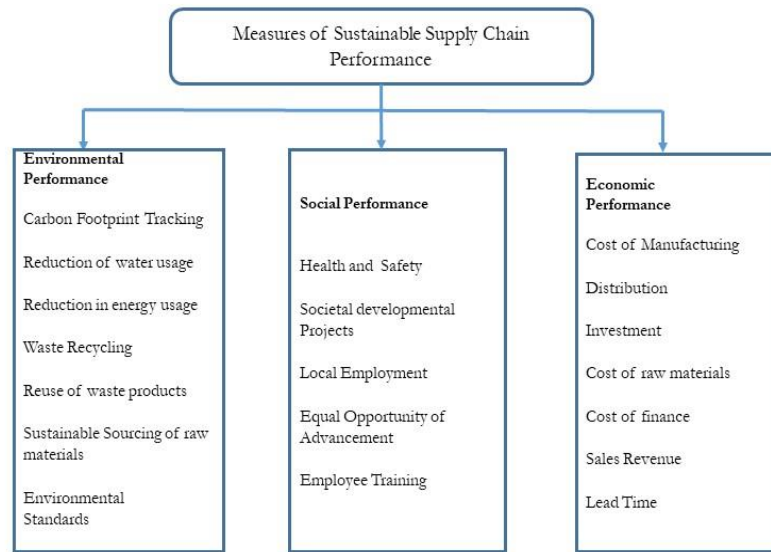 Measures of Sustainable Supply Chain
Performance
Environmental
Performance
Carbon Footprint Tracking
Reduction of water usage
Reduction in energy usage
Waste Recycling
Reuse of waste products
Sustainable Sourcing of raw
materials
Environmental
Standards
Social Performance
Health and Safety
Societal developmental
Projects
Local Employment
Equal Opportunity of
Advancement
Employee Training
Economic
Performance
Cost of Manufacturing
Distribution
Investment
Cost of raw materials
Cost of finance
Sales Revenue
Lead Time